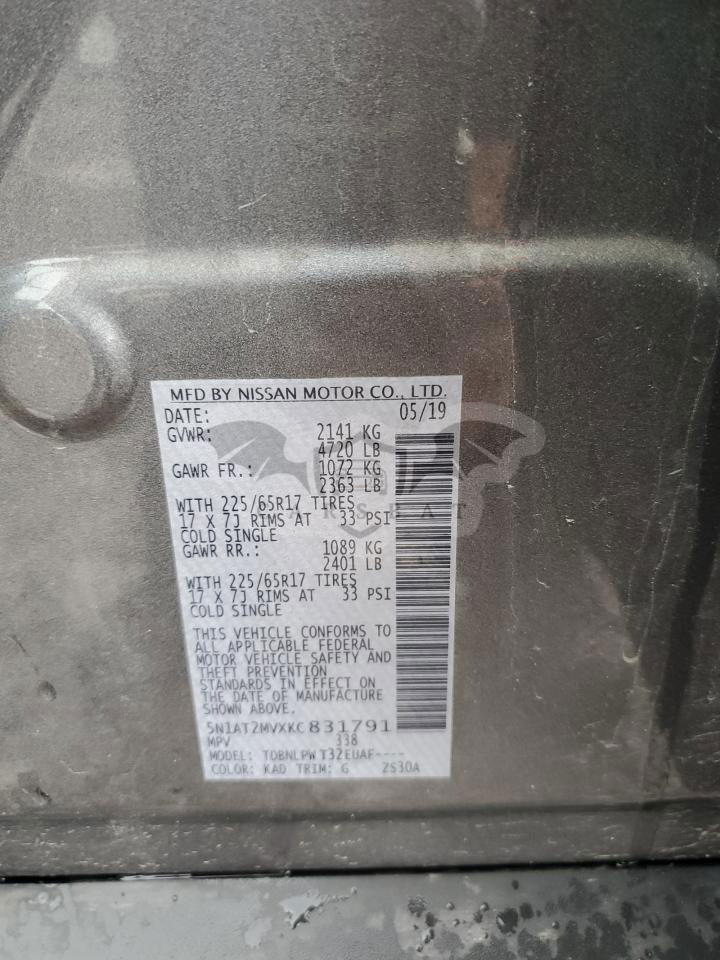 MFD BY NISSAN MOTOR CO., LTD.
DATE: 05/19
GVWR: 2141 KG
4720 LB
GAWR FR.: 1072 KG
2363 LB
WITH 225/65R17 TIRES
17 X 7J RIMS AT 33 PSI
COLD SINGLE
GAWR RR.: 1089 KG
2401 LB
WITH 225/65R17 TIRES
17 X 7J RIMS AT 33 PSI
COLD SINGLE
THIS VEHICLE CONFORMS TO
ALL APPLICABLE FEDERAL
MOTOR VEHICLE SAFETY AND
THEFT PREVENTION
STANDARDS IN EFFECT ON
THE DATE OF MANUFACTURE
SHOWN ABOVE.
5N1AT2MVXKC831791
MPV 338
MODEL: TDBNLPW T32EUAF----
COLOR: KAD TRIM: G 2S30A